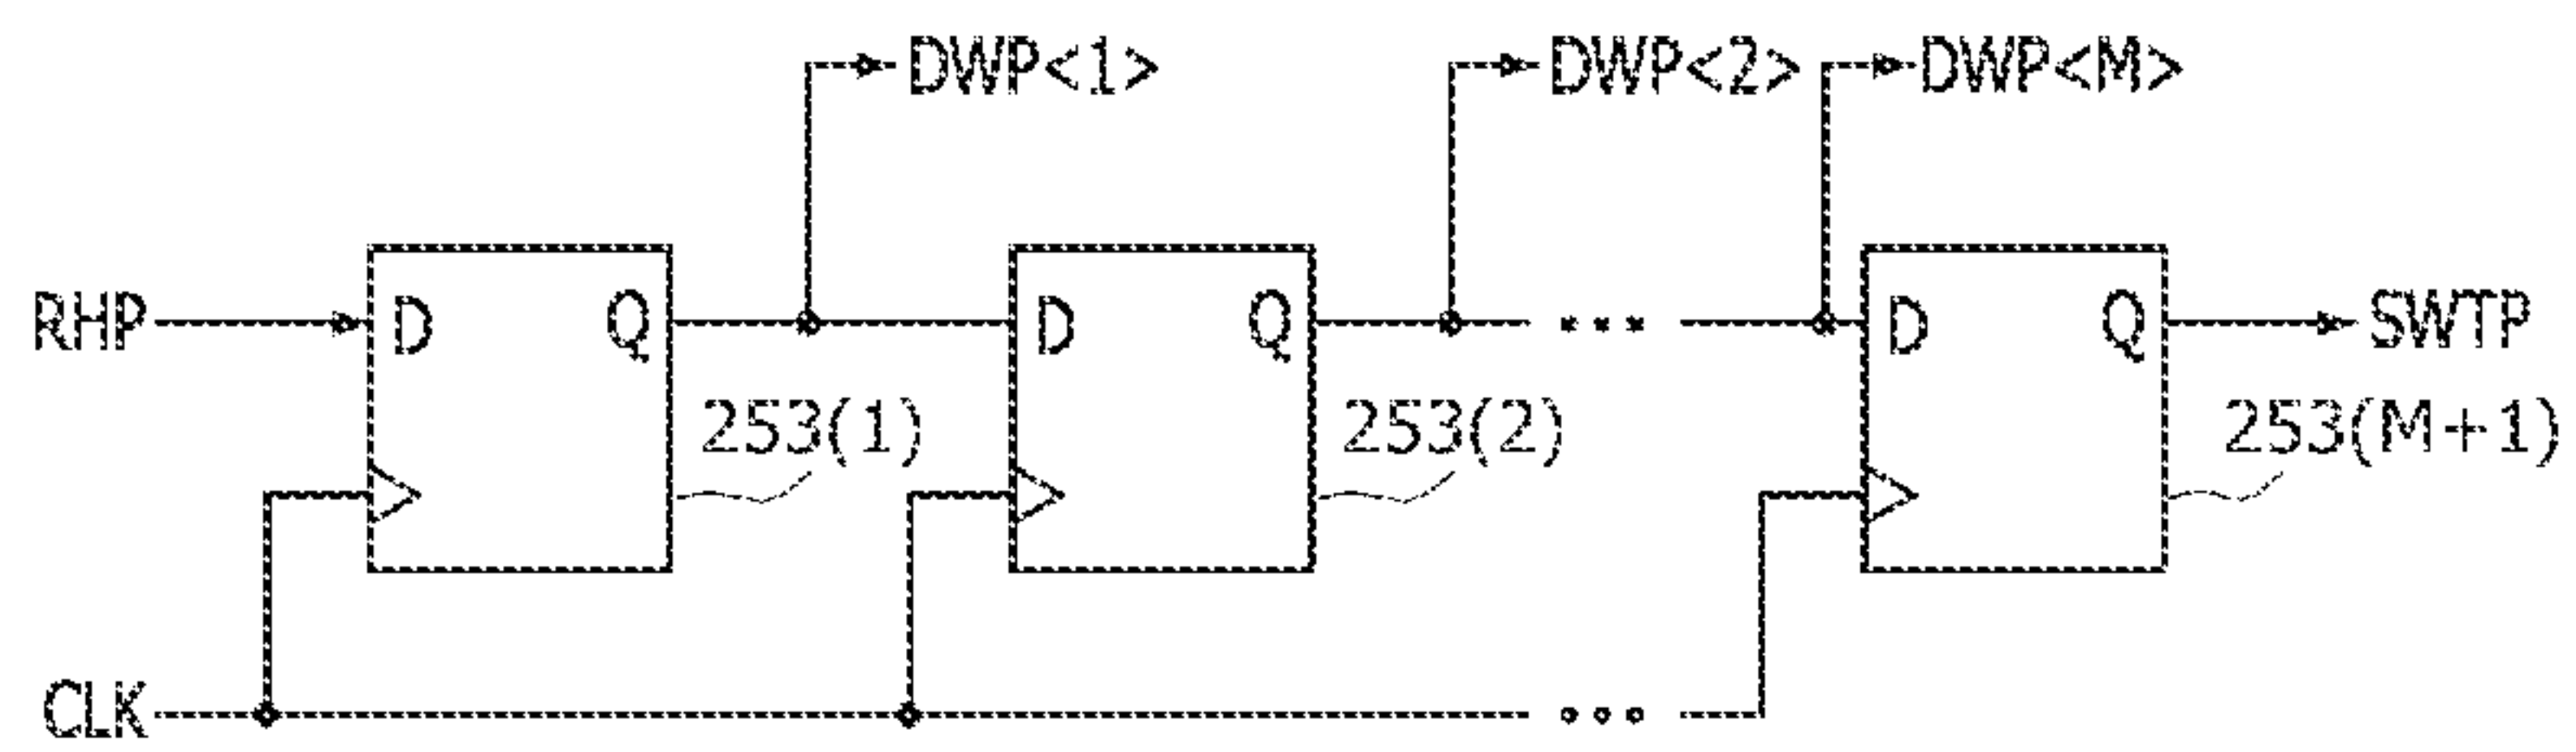 DWP<1> DWP<2> DWP<M>
RHP D Q D Q ... D Q SWTP
253(1) 253(2) 253(M+1)
CLK ...